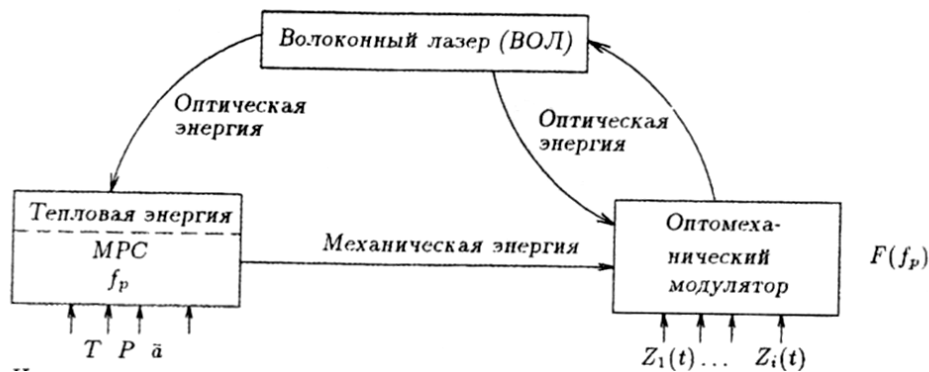 Волоконный лазер (ВОЛ)
Оптическая
энергия
Оптическая
энергия
Тепловая энергия
МРС
f_p
Механическая энергия
Оптомеха-
нический
модулятор
F(f_p)
T P ä
Z_1(t) ... Z_i(t)